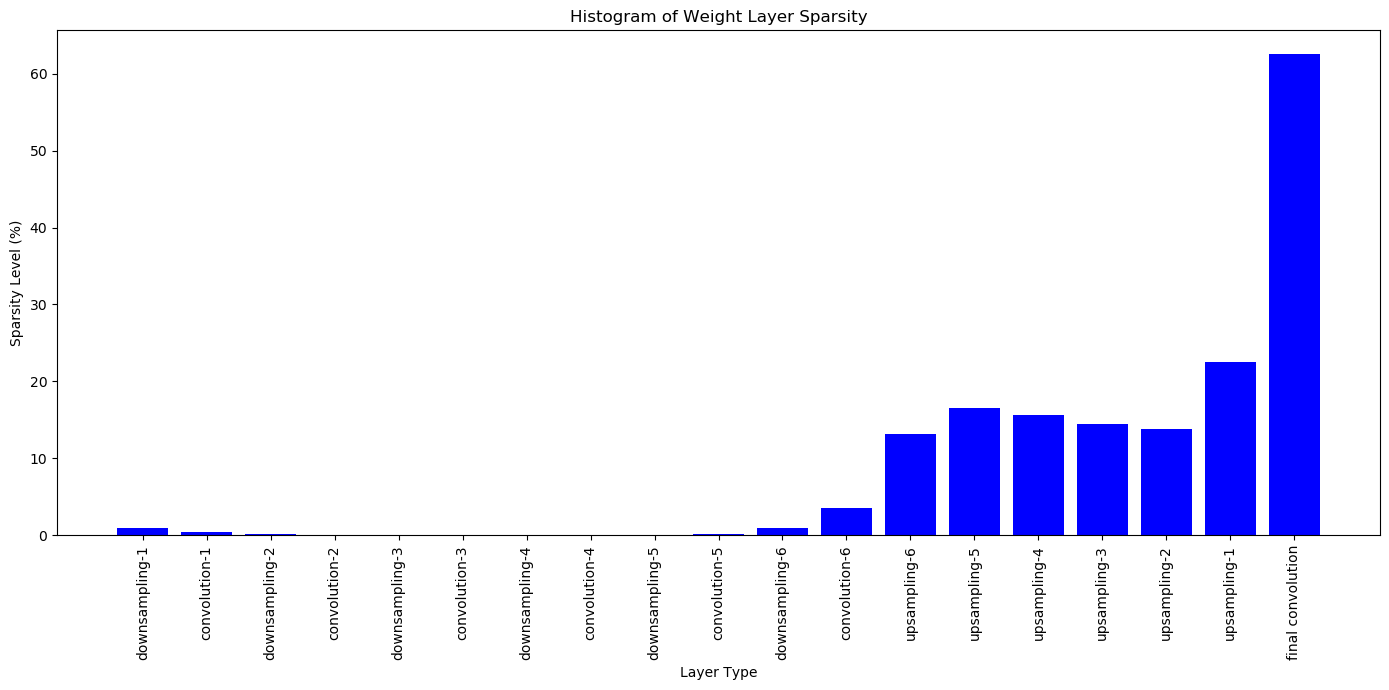 Histogram of Weight Layer Sparsity
Sparsity Level (%)
60
50
40
30
20
10
0
downsampling-1
convolution-1
downsampling-2
convolution-2
downsampling-3
convolution-3
downsampling-4
convolution-4
downsampling-5
convolution-5
downsampling-6
convolution-6
upsampling-6
upsampling-5
upsampling-4
upsampling-3
upsampling-2
upsampling-1
final convolution
Layer Type